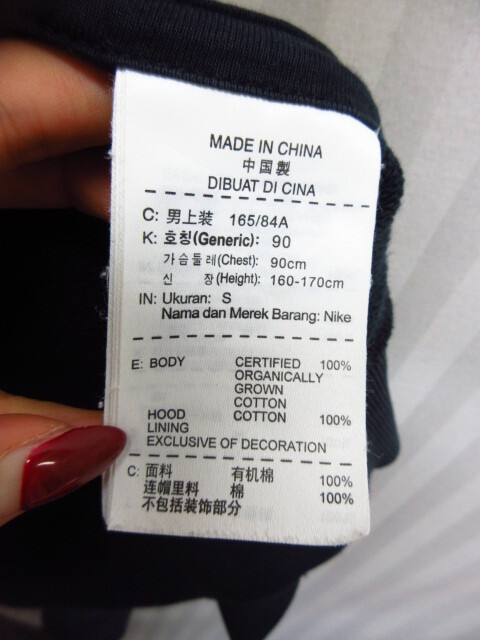 MADE IN CHINA
中国製
DIBUAT DI CINA
C: 男上装 165/84A
K: 호칭(Generic): 90
가슴둘레(Chest): 90cm
신 장(Height): 160-170cm
IN: Ukuran: S
Nama dan Merek Barang: Nike
E: BODY CERTIFIED 100%
ORGANICALLY
GROWN
COTTON
HOOD COTTON 100%
LINING
EXCLUSIVE OF DECORATION
C: 面料 有机棉 100%
连帽里料 棉 100%
不包括装饰部分